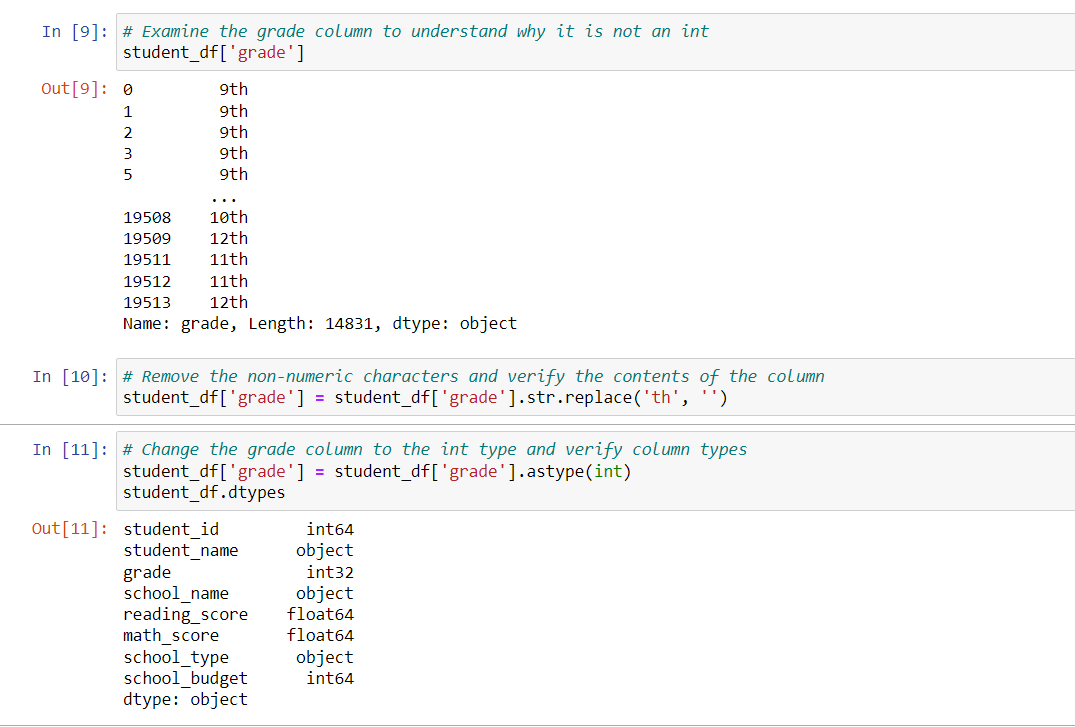 In [9]: # Examine the grade column to understand why it is not an int
student_df['grade']
Out[9]: 0         9th
1         9th
2         9th
3         9th
5         9th
...
19508    10th
19509    12th
19511    11th
19512    11th
19513    12th
Name: grade, Length: 14831, dtype: object
In [10]: # Remove the non-numeric characters and verify the contents of the column
student_df['grade'] = student_df['grade'].str.replace('th', '')
In [11]: # Change the grade column to the int type and verify column types
student_df['grade'] = student_df['grade'].astype(int)
student_df.dtypes
Out[11]: student_id         int64
student_name      object
grade              int32
school_name       object
reading_score    float64
math_score       float64
school_type       object
school_budget      int64
dtype: object